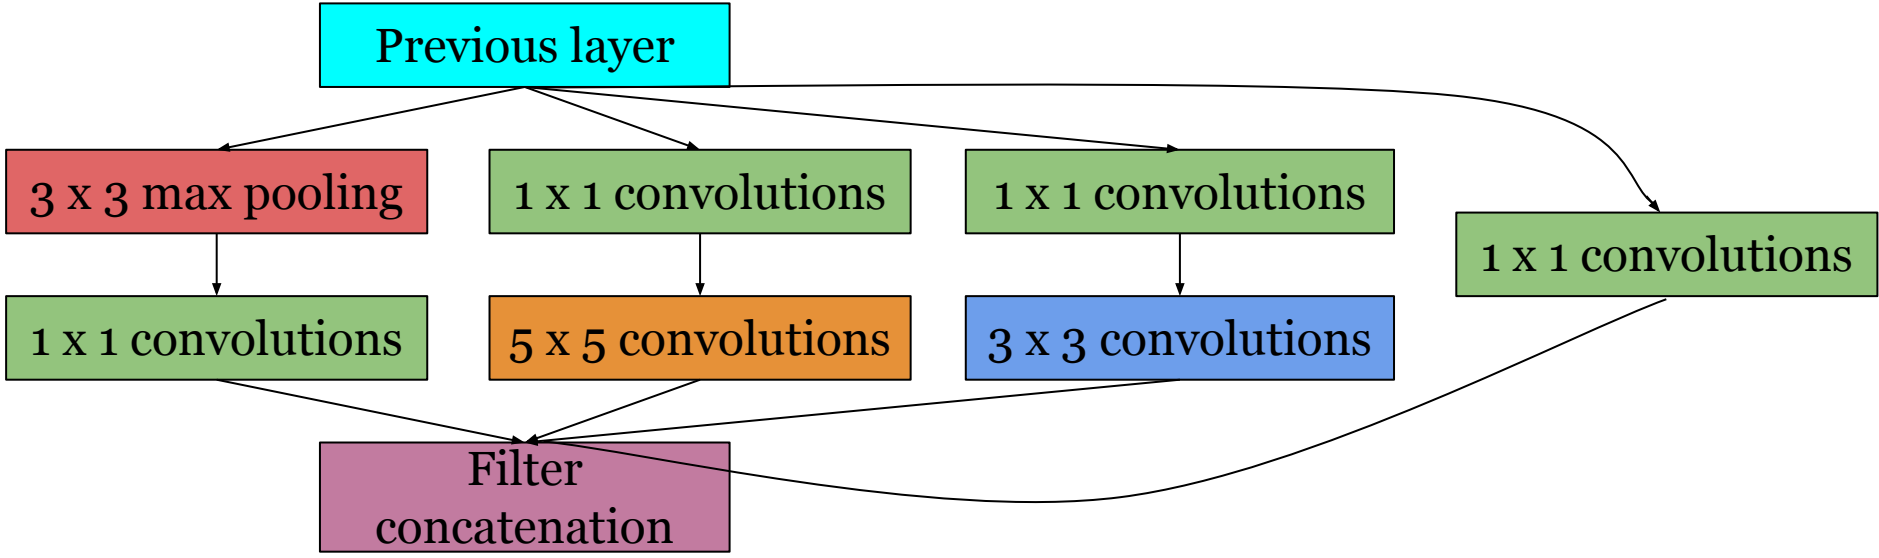 Previous layer
3 x 3 max pooling
1 x 1 convolutions
1 x 1 convolutions
1 x 1 convolutions
1 x 1 convolutions
5 x 5 convolutions
3 x 3 convolutions
Filter
concatenation